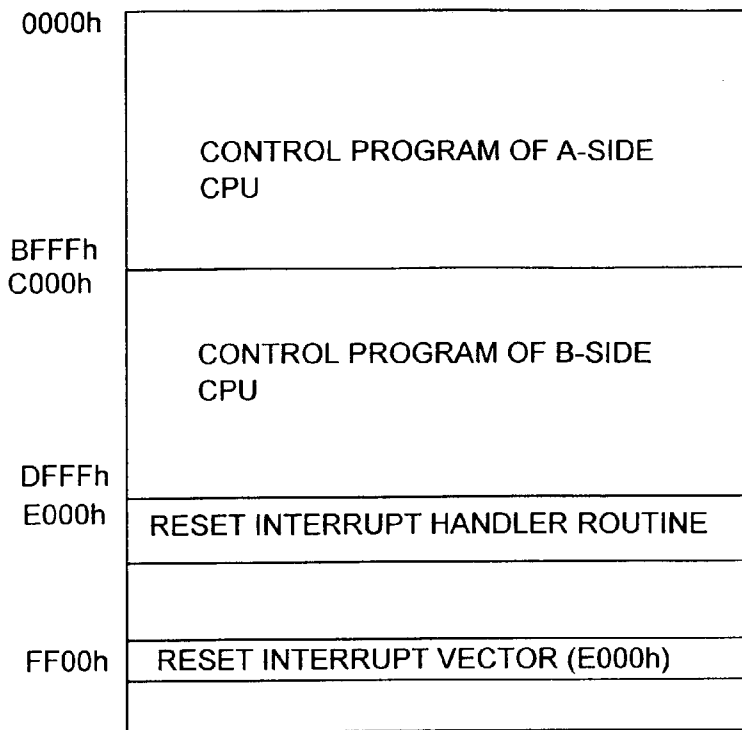 0000h
CONTROL PROGRAM OF A-SIDE
CPU
BFFFh
C000h
CONTROL PROGRAM OF B-SIDE
CPU
DFFFh
E000h
RESET INTERRUPT HANDLER ROUTINE
FF00h
RESET INTERRUPT VECTOR (E000h)